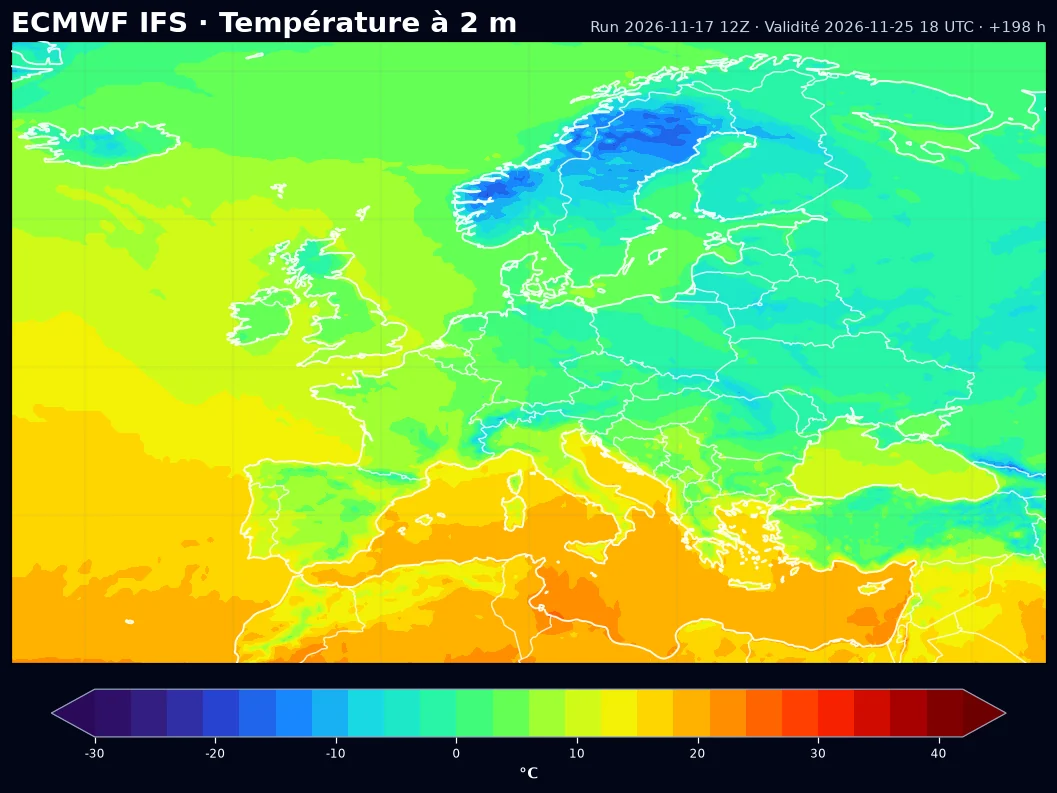 ECMWF IFS · Température à 2 m
Run 2026-11-17 12Z · Validité 2026-11-25 18 UTC · +198 h
-30 -20 -10 0 10 20 30 40
°C